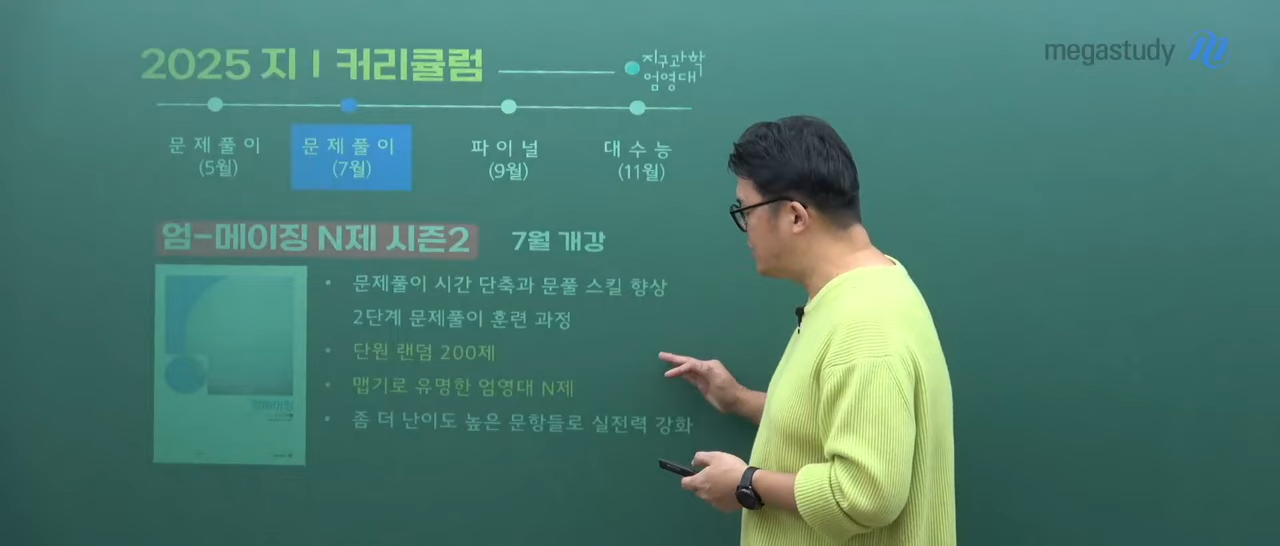 megastudy
2025 지 I 커리큘럼
지구과학
엄영대
문제풀이
(5월)
문제풀이
(7월)
파이널
(9월)
대수능
(11월)
엄-메이징 N제 시즌2 7월 개강
• 문제풀이 시간 단축과 문풀 스킬 향상
2단계 문제풀이 훈련 과정
• 단원 랜덤 200제
• 맵기로 유명한 엄영대 N제
• 좀 더 난이도 높은 문항들로 실전력 강화